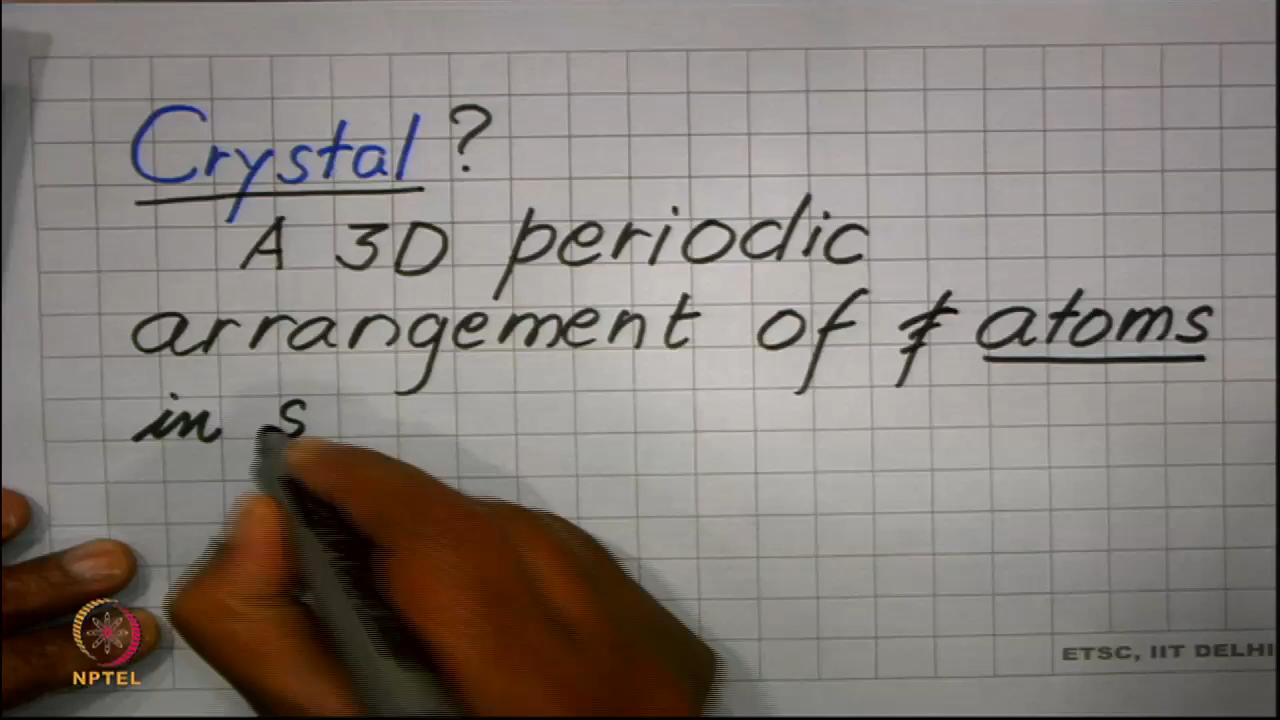 Crystal ?
A 3D periodic
arrangement of atoms
in s
ETSC, IIT DELHI
NPTEL